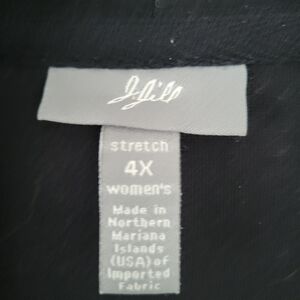 J.Jill
stretch
4X
women's
Made in
Northern
Mariana
Islands
(USA) of
Imported
Fabric